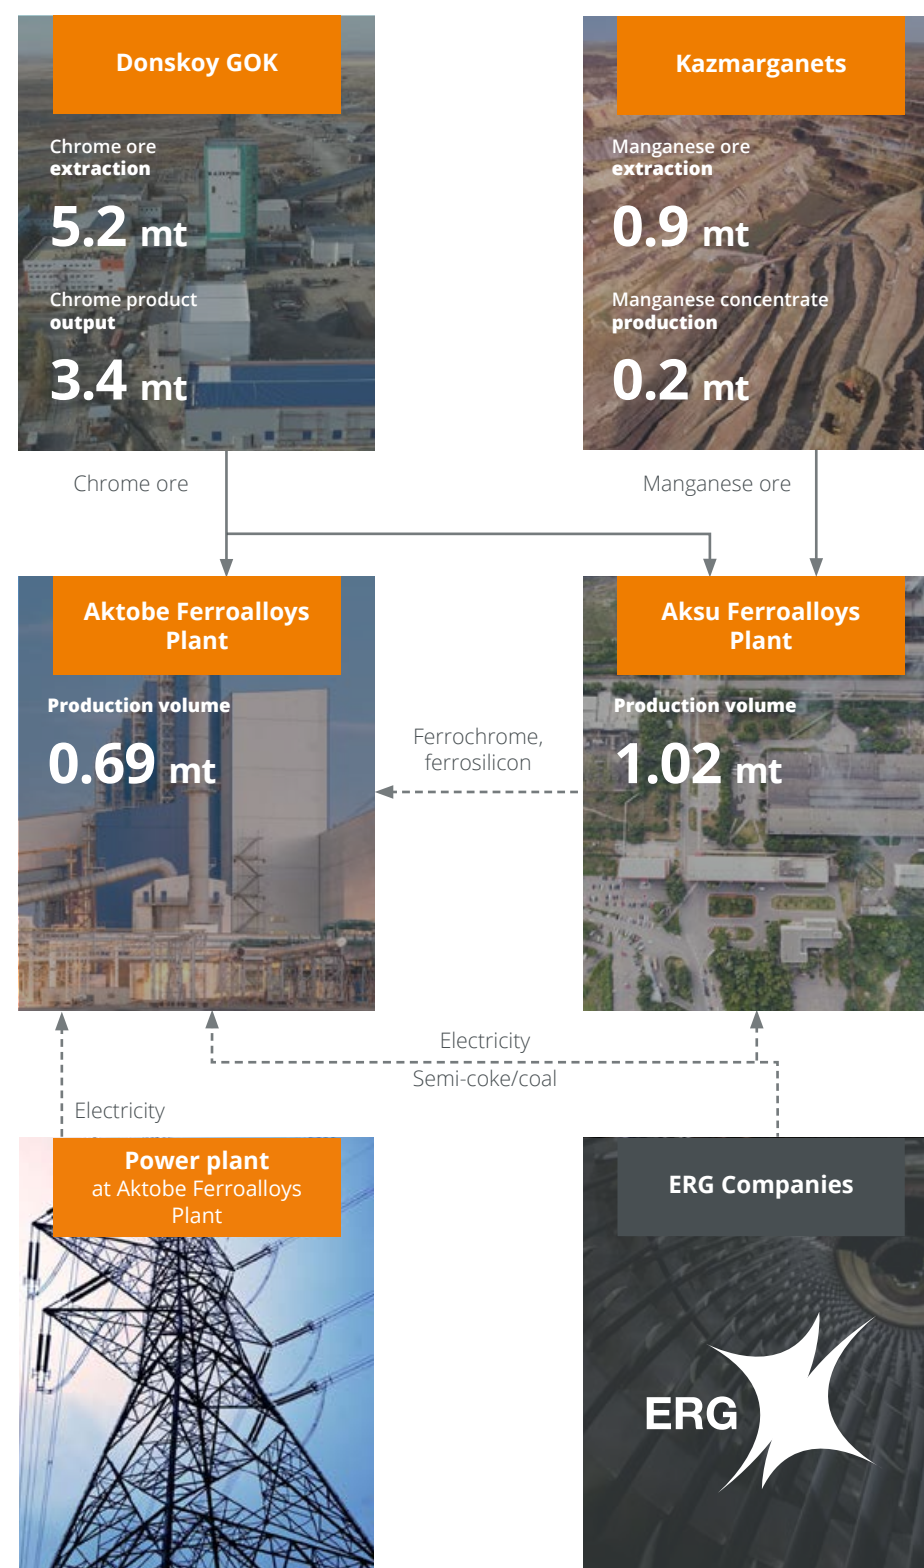 Donskoy GOK
Chrome ore
extraction
5.2 mt
Chrome product
output
3.4 mt
Kazmarganets
Manganese ore
extraction
0.9 mt
Manganese concentrate
production
0.2 mt
Chrome ore
Manganese ore
Aktobe Ferroalloys
Plant
Production volume
0.69 mt
Ferrochrome,
ferrosilicon
Aksu Ferroalloys
Plant
Production volume
1.02 mt
Electricity
Semi-coke/coal
Electricity
Power plant
at Aktobe Ferroalloys
Plant
ERG Companies
ERG